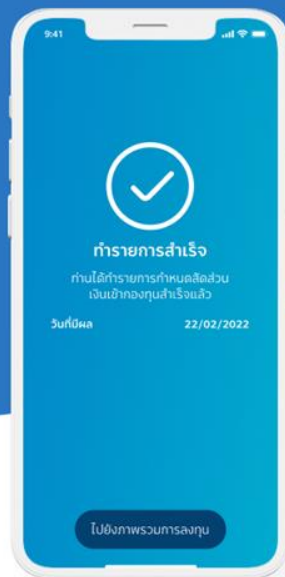 9:41
ทำรายการสำเร็จ
ท่านได้ทำรายการกำหนดสัดส่วน
เงินเข้ากองทุนสำเร็จแล้ว
วันที่มีผล 22/02/2022
ไปยังภาพรวมการลงทุน